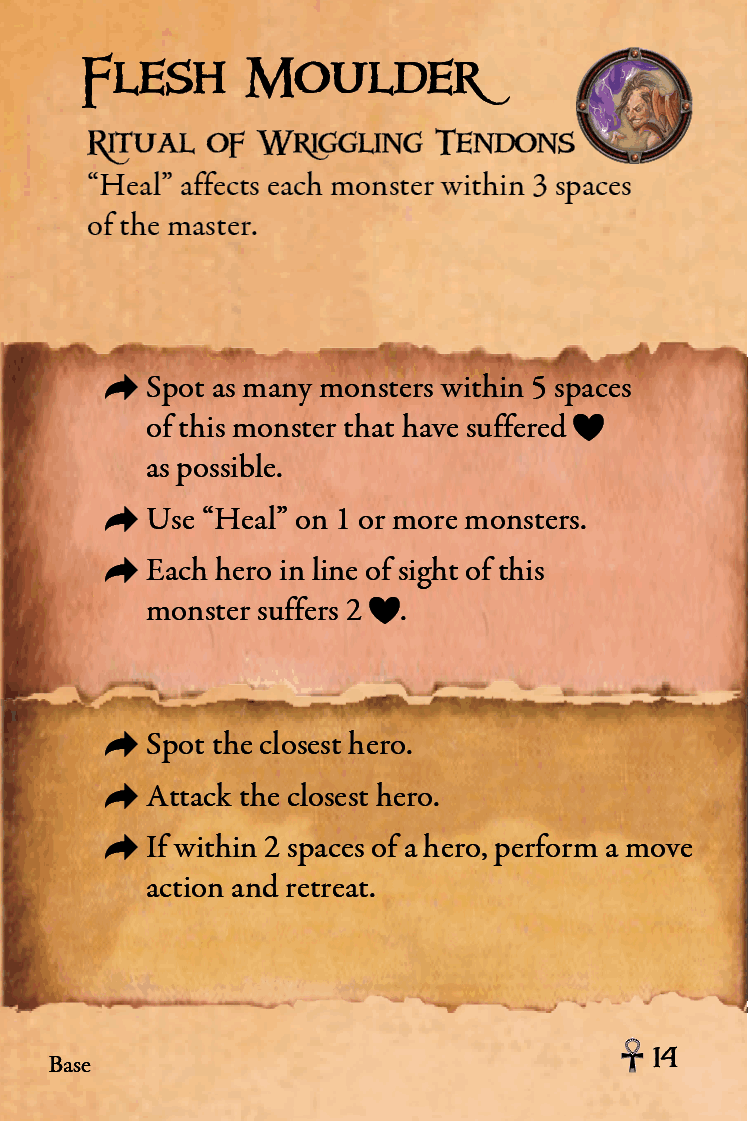 Flesh Moulder
Ritual of Wriggling Tendons
“Heal” affects each monster within 3 spaces
of the master.
Spot as many monsters within 5 spaces
of this monster that have suffered
as possible.
Use “Heal” on 1 or more monsters.
Each hero in line of sight of this
monster suffers 2 .
Spot the closest hero.
Attack the closest hero.
If within 2 spaces of a hero, perform a move
action and retreat.
Base
14